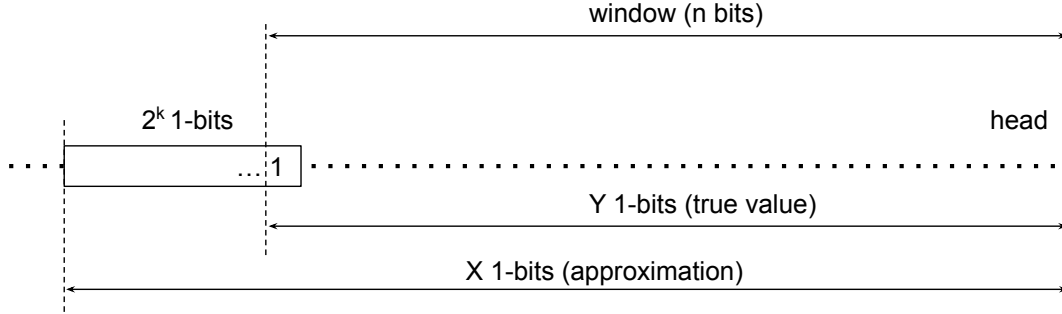 window (n bits)
2^k 1-bits
head
... 1
Y 1-bits (true value)
X 1-bits (approximation)